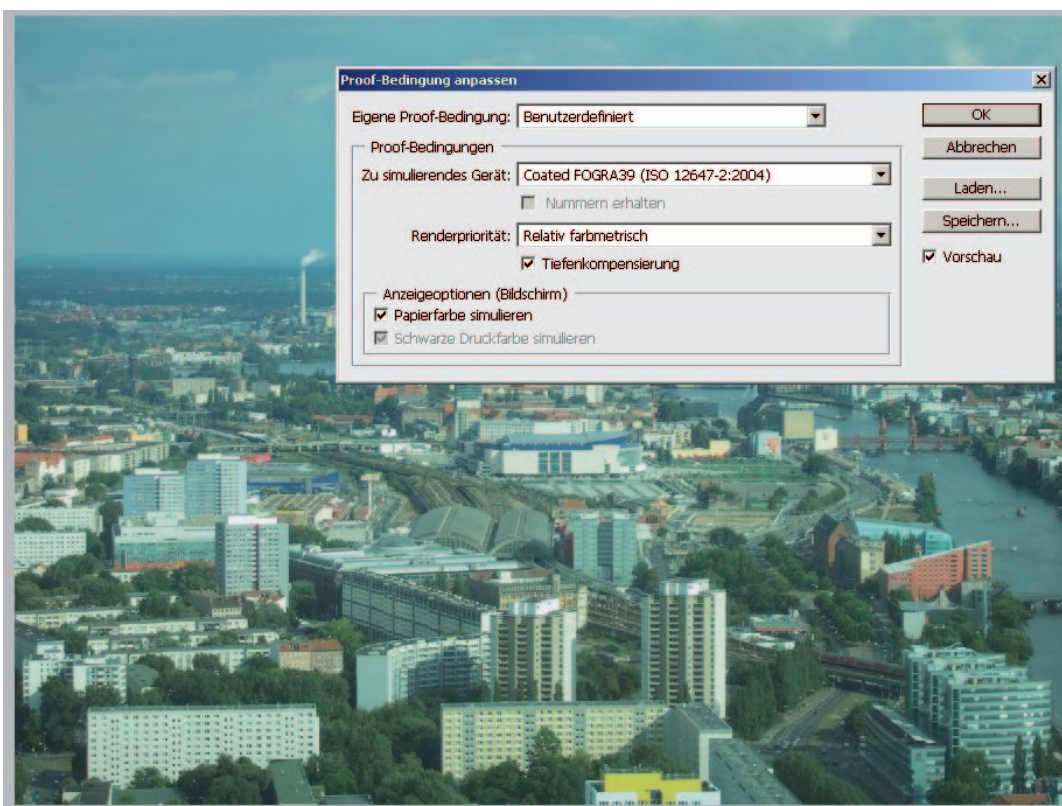 Proof-Bedingung anpassen
Eigene Proof-Bedingung: Benutzerdefiniert
OK
Proof-Bedingungen
Abbrechen
Zu simulierendes Gerät: Coated FOGRA39 (ISO 12647-2:2004)
Laden...
Nummern erhalten
Speichern...
Renderpriorität: Relativ farbmetrisch
Vorschau
Tiefenkompensierung
Anzeigeoptionen (Bildschirm)
Papierfarbe simulieren
Schwarze Druckfarbe simulieren